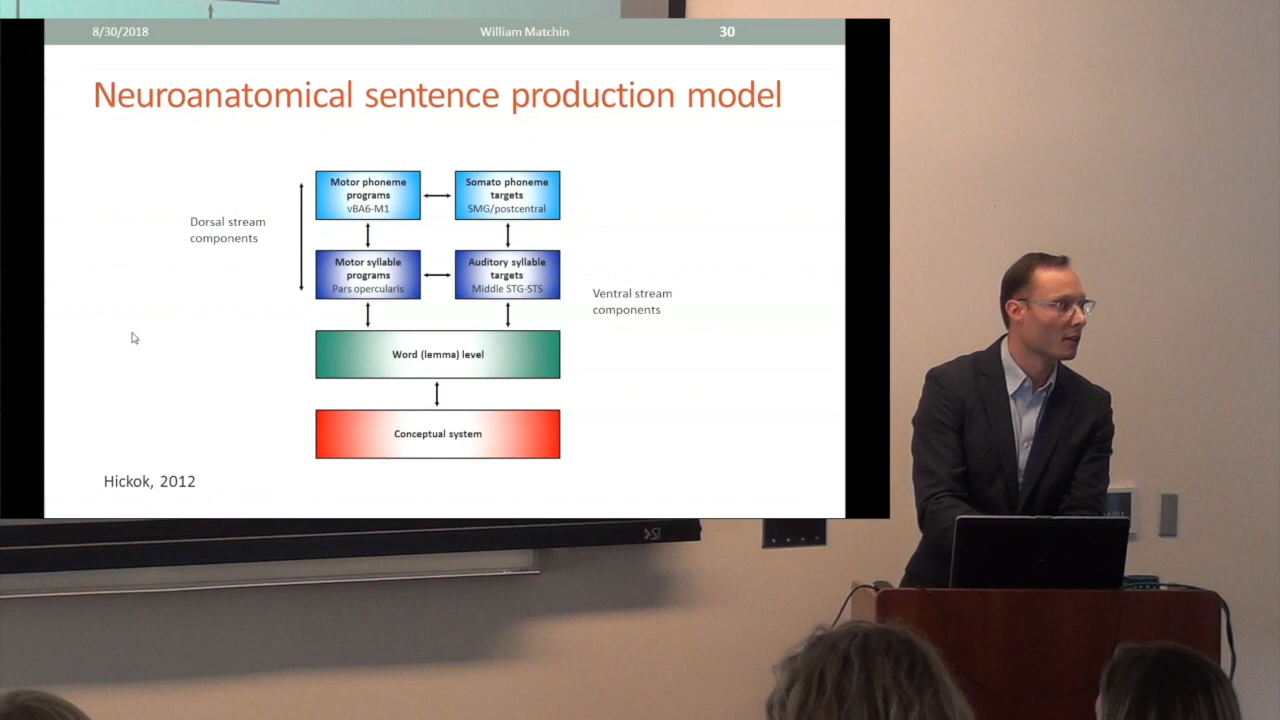 8/30/2018
William Matchin
30
Neuroanatomical sentence production model
Motor phoneme
programs
vBA6-M1
Somato phoneme
targets
SMG/postcentral
Dorsal stream
components
Motor syllable
programs
Pars opercularis
Auditory syllable
targets
Middle STG-STS
Ventral stream
components
Word (lemma) level
Conceptual system
Hickok, 2012